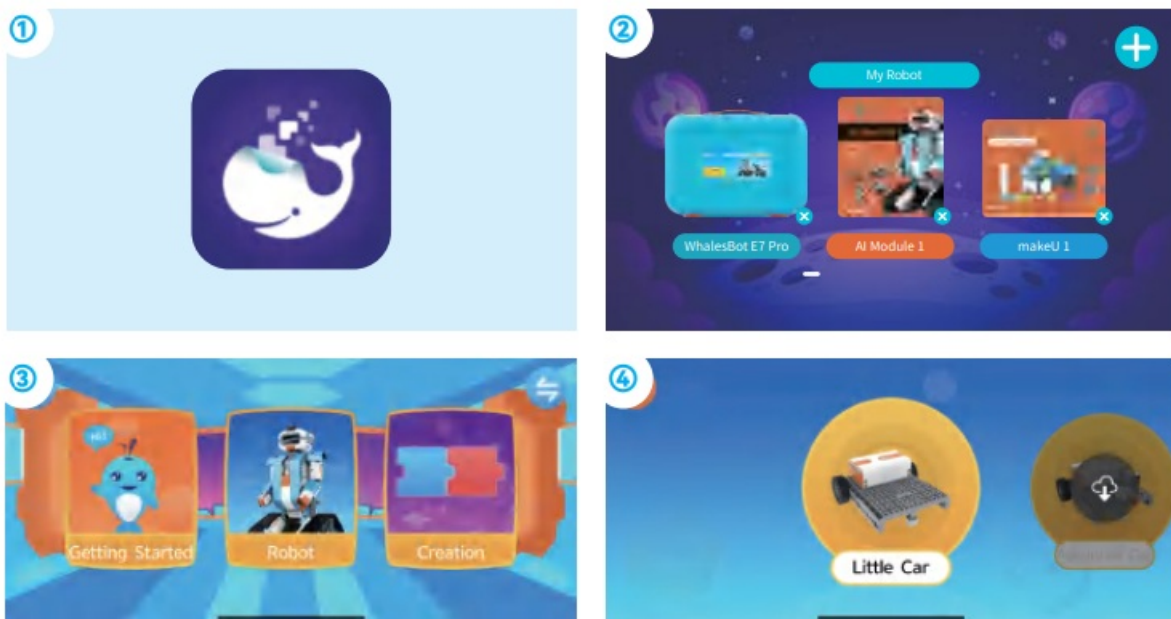 ①
②
My Robot
WhalesBot E7 Pro
AI Module 1
makeU 1
③
Hi!
Getting Started
Robot
Creation
④
Little Car